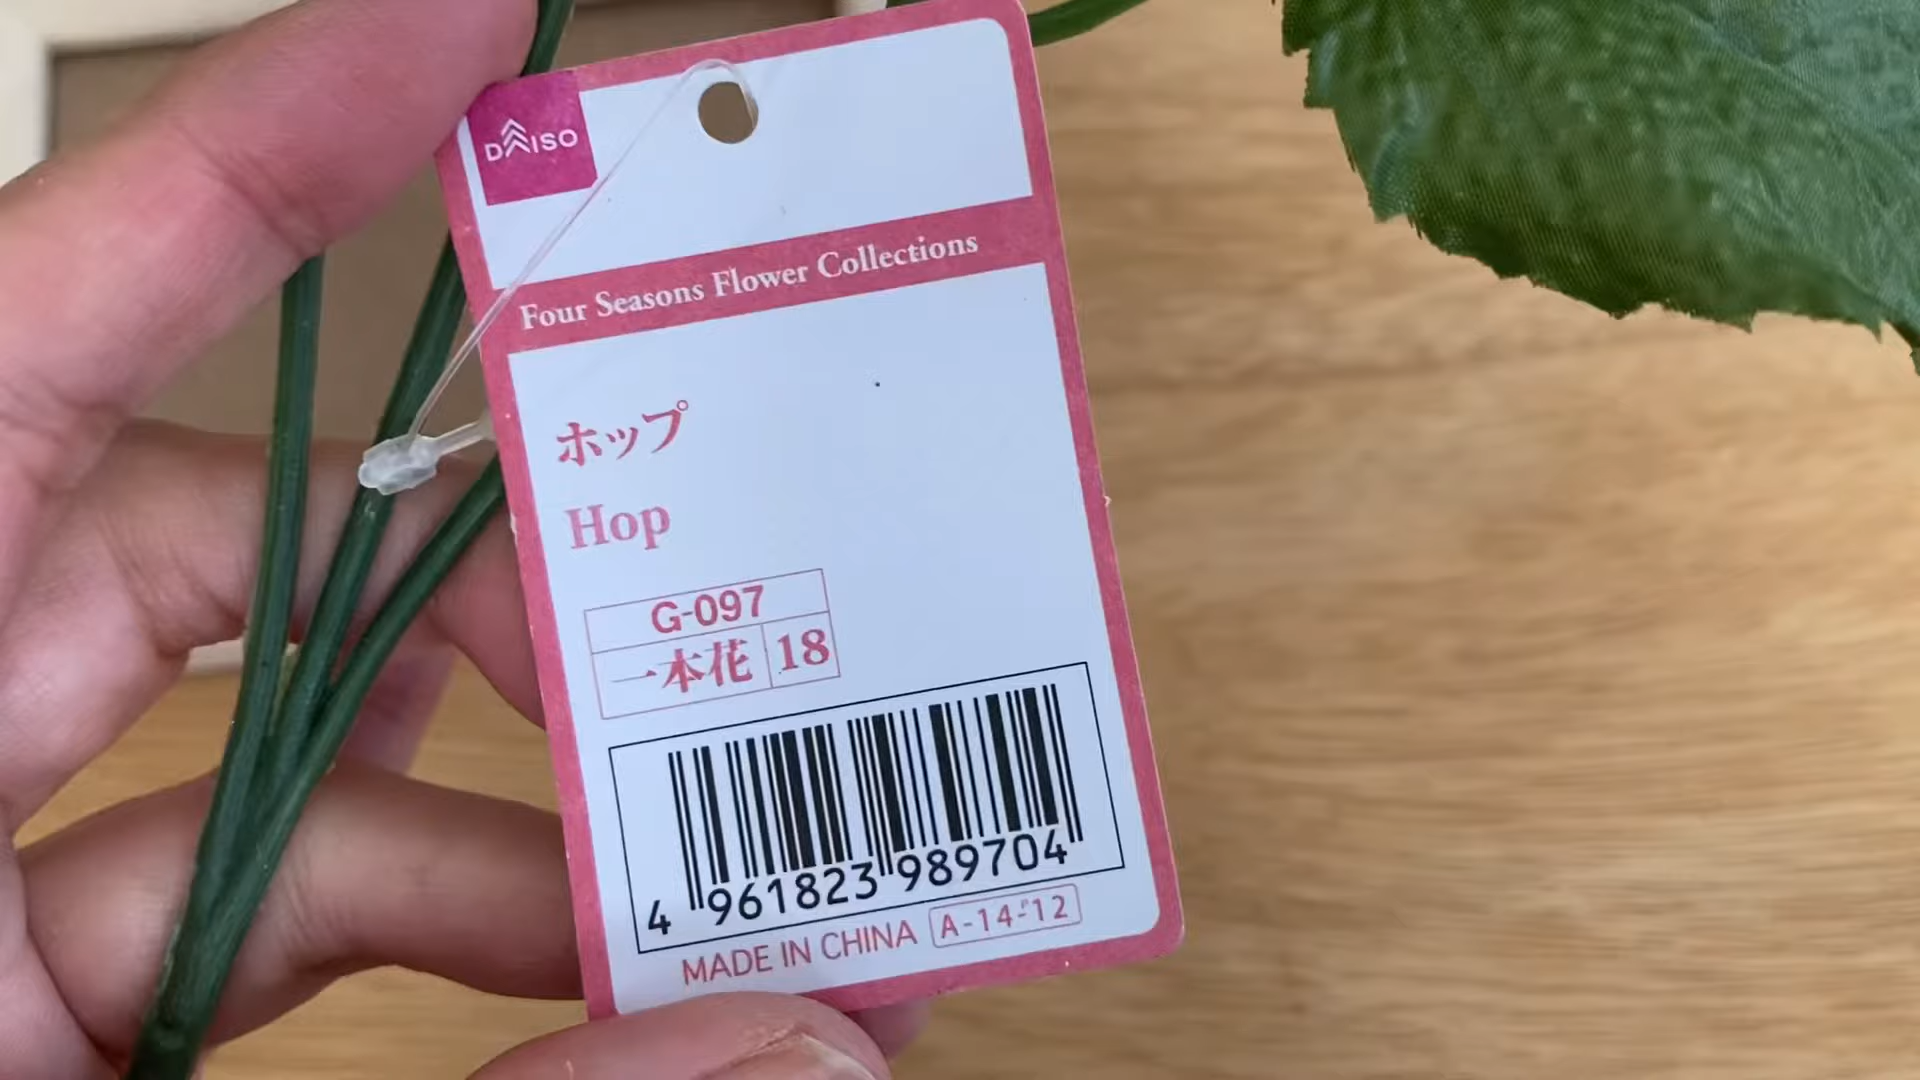 DAISO
Four Seasons Flower Collections
ホップ
Hop
G-097
一本花 18
4 961823 989704
MADE IN CHINA A-14-12